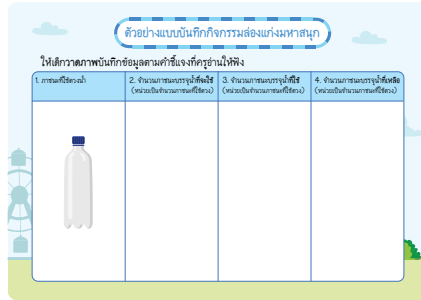 ตัวอย่างแบบบันทึกกิจกรรมล่องแก่งมหาสนุก
ให้เด็กวาดภาพบันทึกข้อมูลตามคำชี้แจงที่ครูอ่านให้ฟัง
1. ภาชนะที่ใช้ตวงน้ำ
2. จำนวนภาชนะบรรจุน้ำที่จะใช้
(หน่วยเป็นจำนวนภาชนะที่ใช้ตวง)
3. จำนวนภาชนะบรรจุน้ำที่ใช้
(หน่วยเป็นจำนวนภาชนะที่ใช้ตวง)
4. จำนวนภาชนะบรรจุน้ำที่เหลือ
(หน่วยเป็นจำนวนภาชนะที่ใช้ตวง)